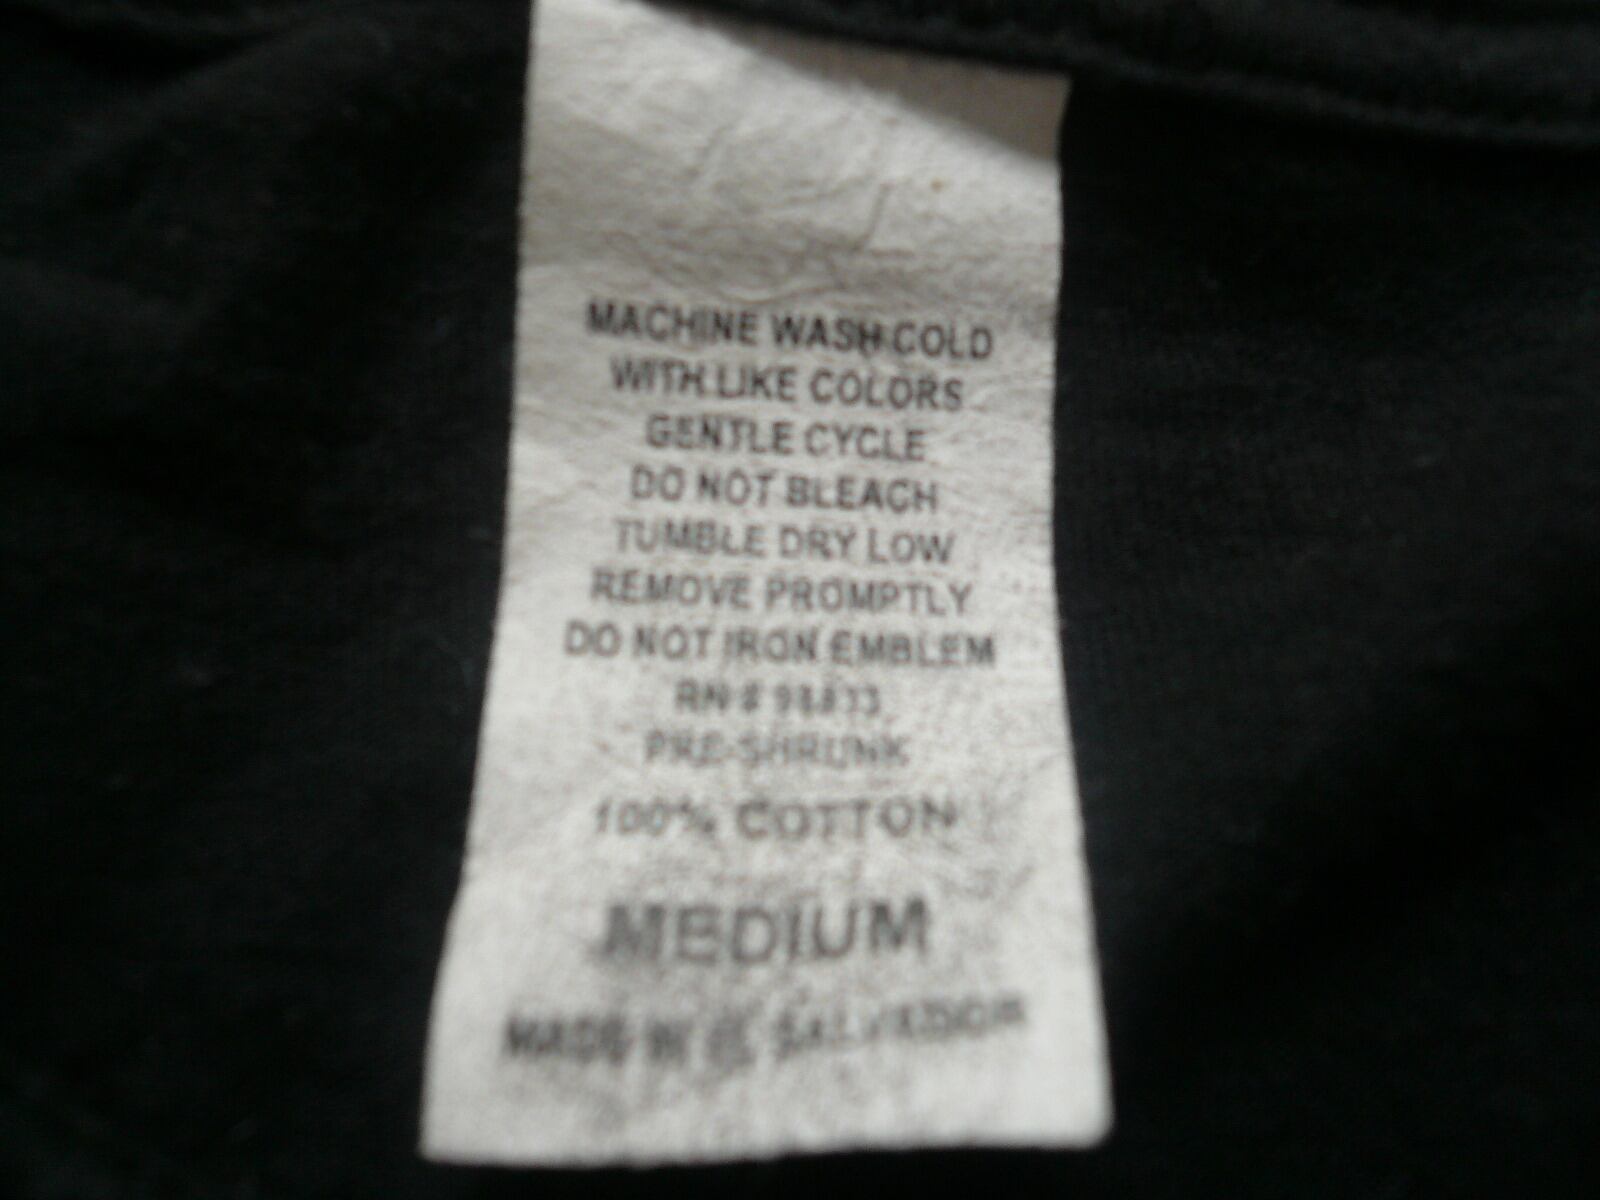 MACHINE WASH COLD
WITH LIKE COLORS
GENTLE CYCLE
DO NOT BLEACH
TUMBLE DRY LOW
REMOVE PROMPTLY
DO NOT IRON EMBLEM
RN #
PRE-SHRUNK
100% COTTON
MEDIUM
MADE IN EL SALVADOR